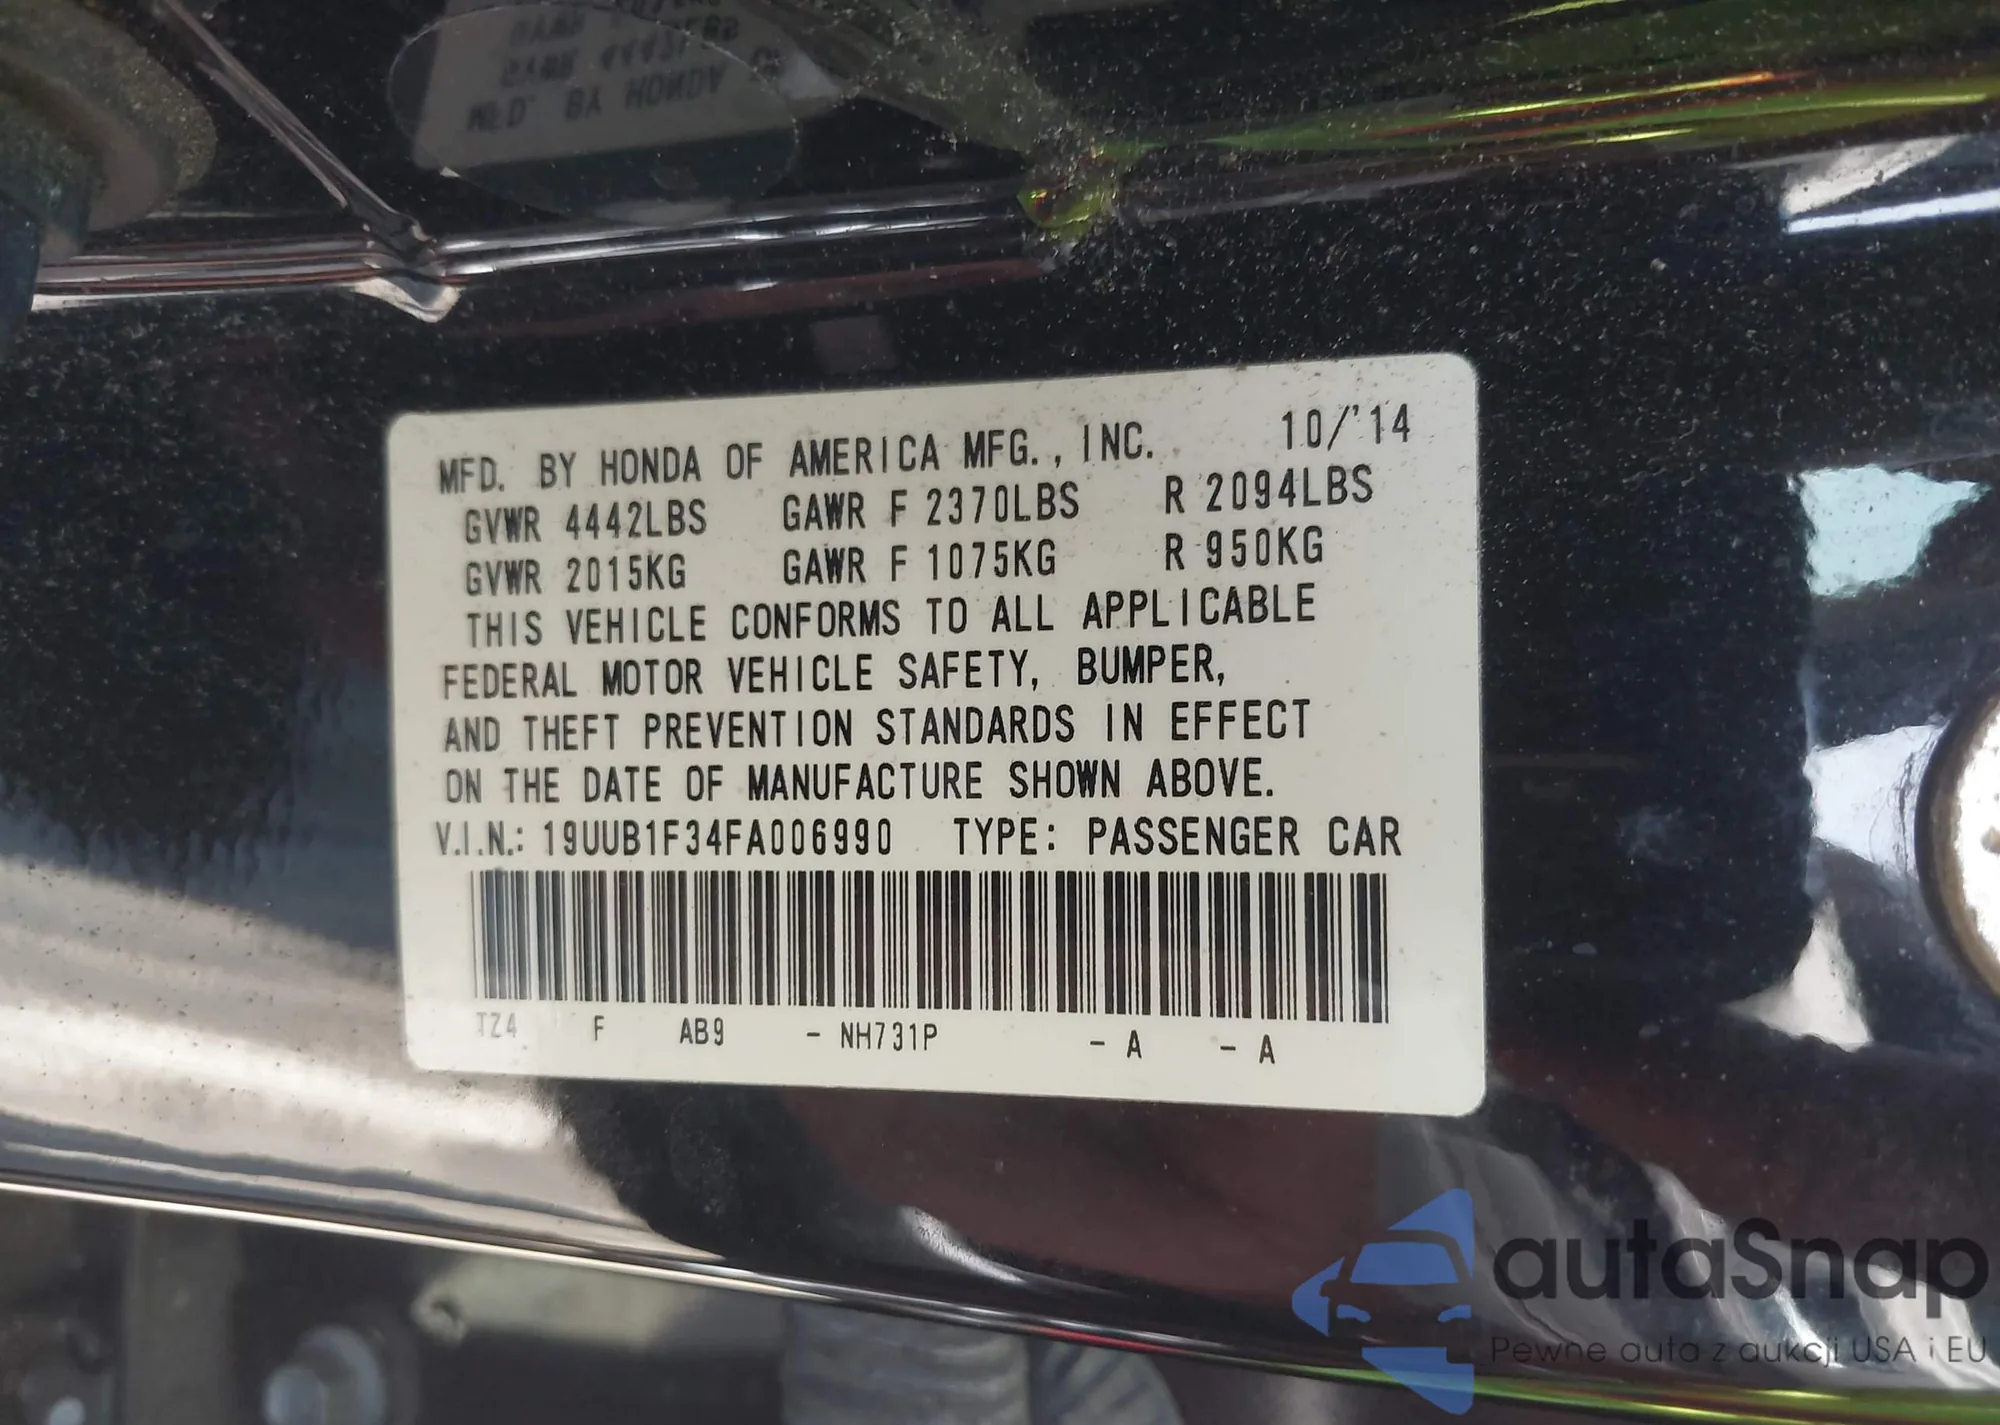 MFD. BY HONDA OF AMERICA MFG., INC. 10/'14
GVWR 4442LBS GAWR F 2370LBS R 2094LBS
GVWR 2015KG GAWR F 1075KG R 950KG
THIS VEHICLE CONFORMS TO ALL APPLICABLE
FEDERAL MOTOR VEHICLE SAFETY, BUMPER,
AND THEFT PREVENTION STANDARDS IN EFFECT
ON THE DATE OF MANUFACTURE SHOWN ABOVE.
V.I.N.: 19UUB1F34FA006990 TYPE: PASSENGER CAR
TZ4 F AB9 - NH731P - A - A
autaSnap
Pewne auta z aukcji USA i EU